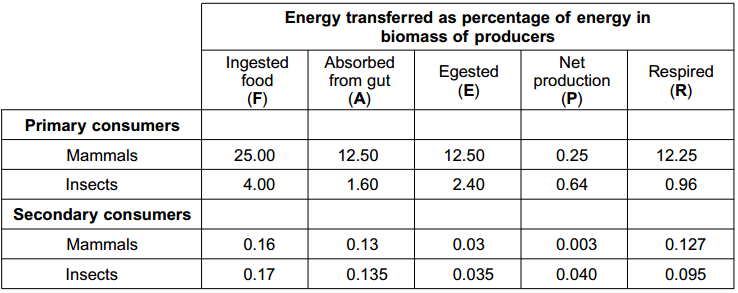 Energy transferred as percentage of energy in
biomass of producers
Ingested food (F) Absorbed from gut (A) Egested (E) Net production (P) Respired (R)
Primary consumers
Mammals 25.00 12.50 12.50 0.25 12.25
Insects 4.00 1.60 2.40 0.64 0.96
Secondary consumers
Mammals 0.16 0.13 0.03 0.003 0.127
Insects 0.17 0.135 0.035 0.040 0.095